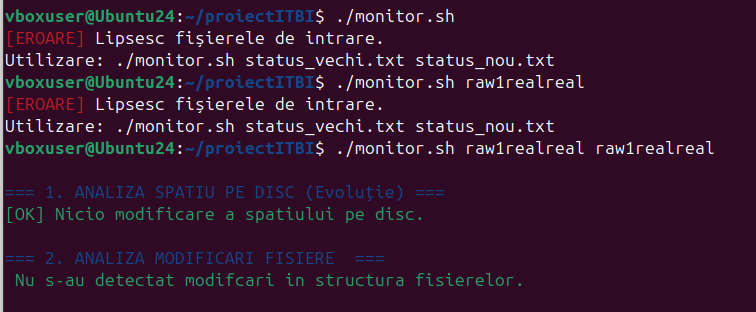 vboxuser@Ubuntu24:~/proiectITBI$ ./monitor.sh
[EROARE] Lipsesc fișierele de intrare.
Utilizare: ./monitor.sh status_vechi.txt status_nou.txt
vboxuser@Ubuntu24:~/proiectITBI$ ./monitor.sh raw1realreal
[EROARE] Lipsesc fișierele de intrare.
Utilizare: ./monitor.sh status_vechi.txt status_nou.txt
vboxuser@Ubuntu24:~/proiectITBI$ ./monitor.sh raw1realreal raw1realreal
=== 1. ANALIZA SPATIU PE DISC (Evoluție) ===
[OK] Nicio modificare a spatiului pe disc.
=== 2. ANALIZA MODIFICARI FISIERE  ===
Nu s-au detectat modifcari in structura fisierelor.